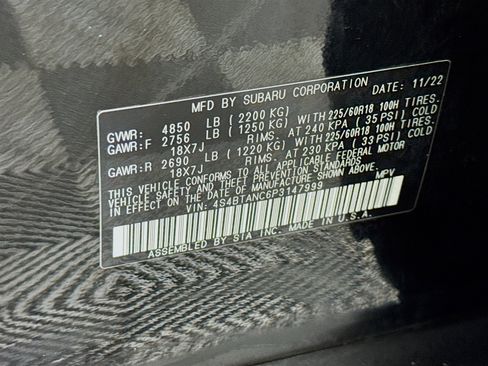 MFD BY SUBARU CORPORATION DATE: 11/22
GVWR: 4850 LB (2200 KG)
GAWR:F 2756 LB (1250 KG) WITH 225/60R18 100H TIRES,
18X7J RIMS, AT 240 KPA (35 PSI) COLD
GAWR:R 2690 LB (1220 KG) WITH 225/60R18 100H TIRES,
18X7J RIMS, AT 230 KPA (33 PSI) COLD
THIS VEHICLE CONFORMS TO ALL APPLICABLE FEDERAL MOTOR
VEHICLE SAFETY AND THEFT PREVENTION STANDARDS IN EFFECT
ON THE DATE OF MANUFACTURE SHOWN ABOVE.
VIN: 4S4BTANC6P3147999 MPV
ASSEMBLED BY SIA INC. MADE IN U.S.A.